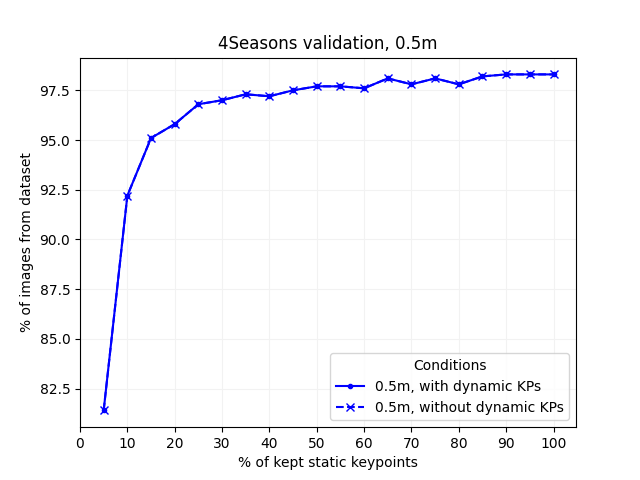 4Seasons validation, 0.5m
% of images from dataset
97.5
95.0
92.5
90.0
87.5
85.0
82.5
Conditions
0.5m, with dynamic KPs
0.5m, without dynamic KPs
0 10 20 30 40 50 60 70 80 90 100
% of kept static keypoints